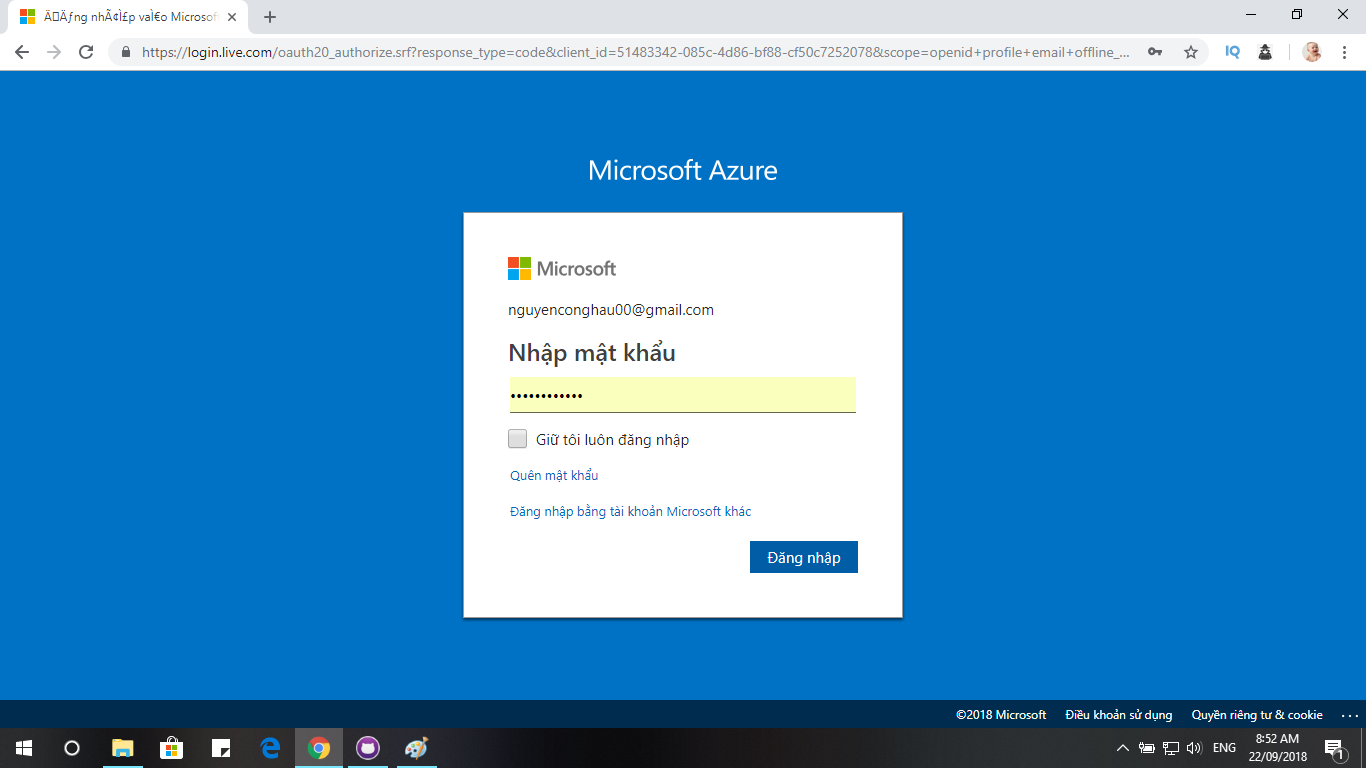 ÄÄƒng nhÃ¢Ì£p vaÌ€o Microsof
https://login.live.com/oauth20_authorize.srf?response_type=code&client_id=51483342-085c-4d86-bf88-cf50c7252078&scope=openid+profile+email+offline_...
IQ
Microsoft Azure
Microsoft
nguyenconghau00@gmail.com
Nhập mật khẩu
••••••••••••
Giữ tôi luôn đăng nhập
Quên mật khẩu
Đăng nhập bằng tài khoản Microsoft khác
Đăng nhập
©2018 Microsoft Điều khoản sử dụng Quyền riêng tư & cookie ...
ENG
8:52 AM
22/09/2018
1